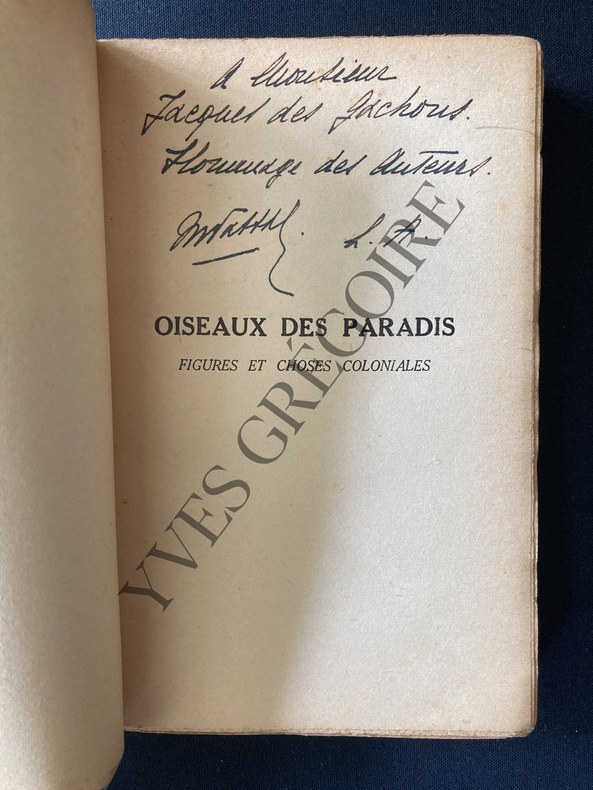 A Monsieur
Jacques des Gachons.
Hommage des Auteurs.
L. A.
OISEAUX DES PARADIS
FIGURES ET CHOSES COLONIALES
YVES GRÉGOIRE